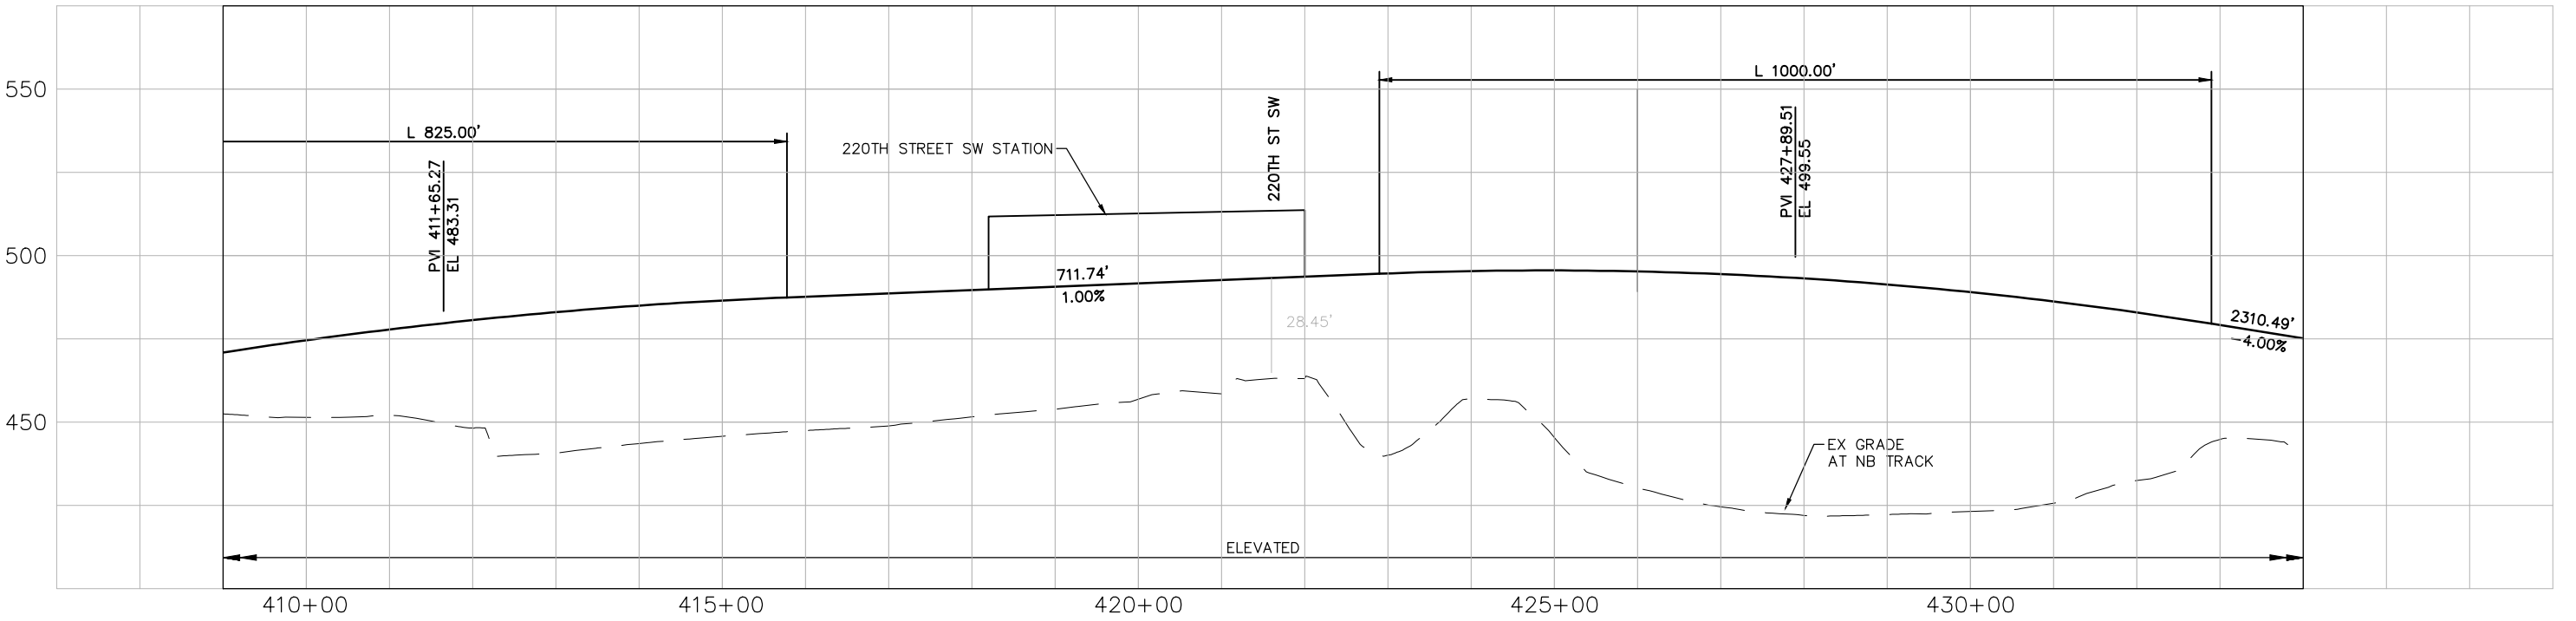 550
500
450
L 825.00'
PVI 411+65.27
EL 483.31
220TH STREET SW STATION
220TH ST SW
711.74'
1.00%
28.45'
L 1000.00'
PVI 427+89.51
EL 499.55
2310.49'
-4.00%
EX GRADE
AT NB TRACK
ELEVATED
410+00
415+00
420+00
425+00
430+00